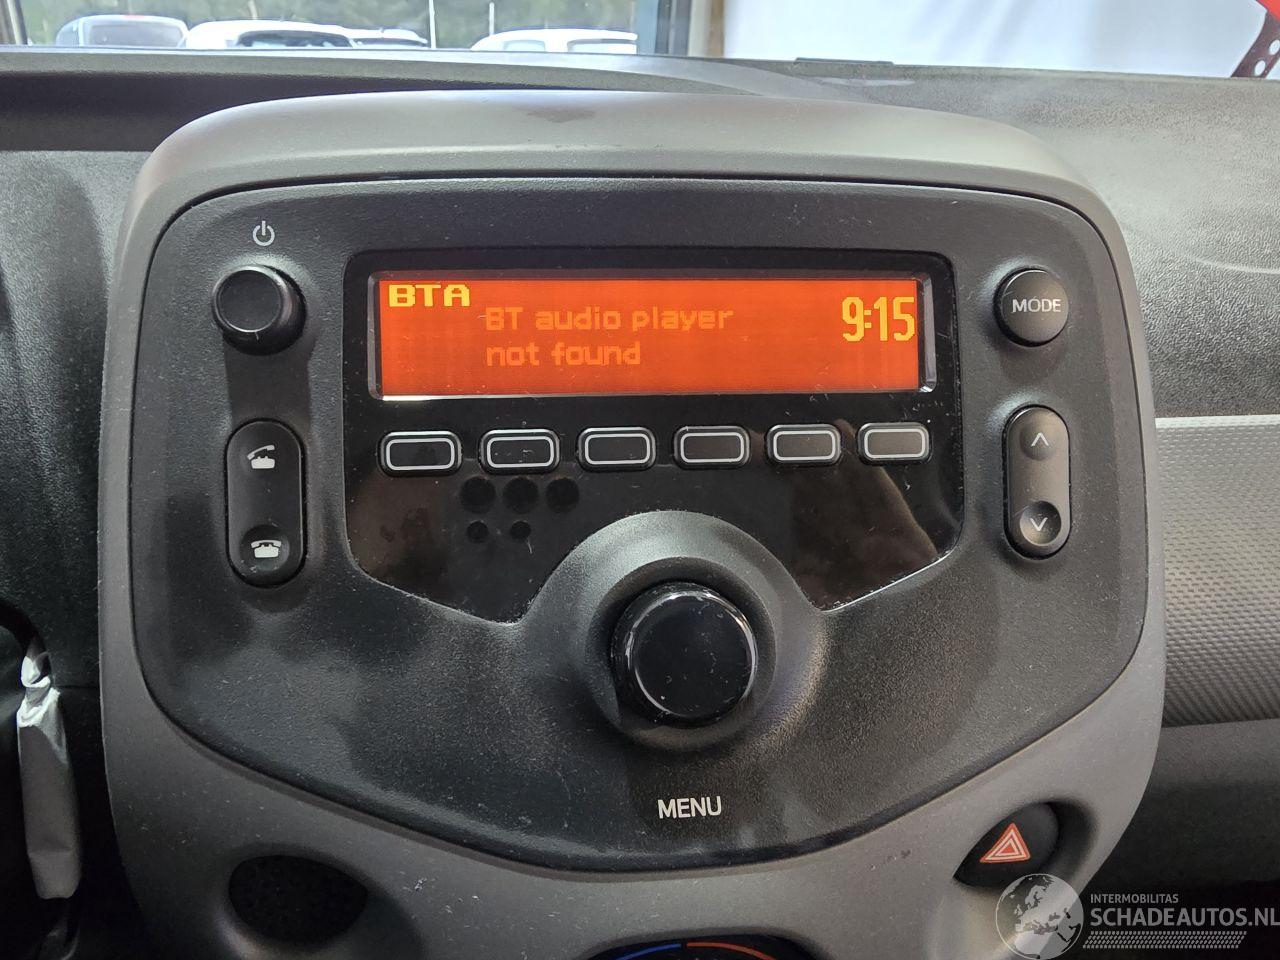 BTA
BT audio player
not found
9:15
MODE
MENU
INTERMOBILITAS
SCHADEAUTOS.NL